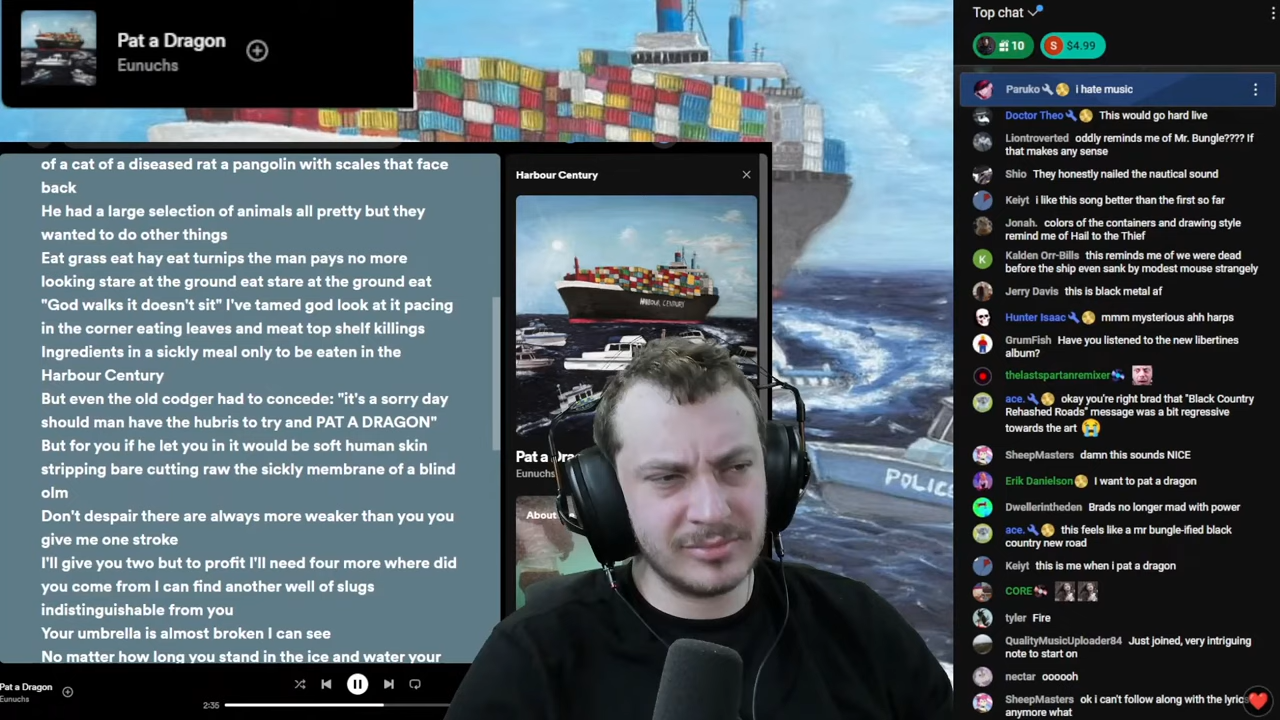 Pat a Dragon
Eunuchs
of a cat of a diseased rat a pangolin with scales that face
back
He had a large selection of animals all pretty but they
wanted to do other things
Eat grass eat hay eat turnips the man pays no more
looking stare at the ground eat stare at the ground eat
"God walks it doesn't sit" I've tamed god look at it pacing
in the corner eating leaves and meat top shelf killings
Ingredients in a sickly meal only to be eaten in the
Harbour Century
But even the old codger had to concede: "it's a sorry day
should man have the hubris to try and PAT A DRAGON"
But for you if he let you in it would be soft human skin
stripping bare cutting raw the sickly membrane of a blind
olm
Don't despair there are always more weaker than you you
give me one stroke
I'll give you two but to profit I'll need four more where did
you come from I can find another well of slugs
indistinguishable from you
Your umbrella is almost broken I can see
No matter how long you stand in the ice and water your
Pat a Dragon
Eunuchs
2:35
Harbour Century
HARBOUR CENTURY
Pat a Dra
Eunuchs
About
POLICE
Top chat
10
S $4.99
Paruko i hate music
Doctor Theo This would go hard live
Liontroverted oddly reminds me of Mr. Bungle???? If
that makes any sense
Shio They honestly nailed the nautical sound
Keiyt i like this song better than the first so far
Jonah. colors of the containers and drawing style
remind me of Hail to the Thief
K Kalden Orr-Bills this reminds me of we were dead
before the ship even sank by modest mouse strangely
Jerry Davis this is black metal af
Hunter Isaac mmm mysterious ahh harps
GrumFish Have you listened to the new libertines
album?
thelastspartanremixer
ace. okay you're right brad that "Black Country
Rehashed Roads" message was a bit regressive
towards the art
SheepMasters damn this sounds NICE
Erik Danielson I want to pat a dragon
Dwellerintheden Brads no longer mad with power
ace. this feels like a mr bungle-ified black
country new road
Keiyt this is me when i pat a dragon
CORE
tyler Fire
QualityMusicUploader84 Just joined, very intriguing
note to start on
nectar oooooh
SheepMasters ok i can't follow along with the lyrics
anymore what